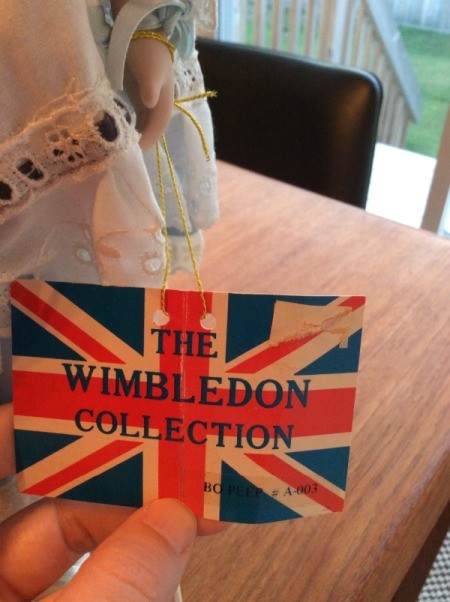 THE
WIMBLEDON
COLLECTION
BO PEEP # A-003